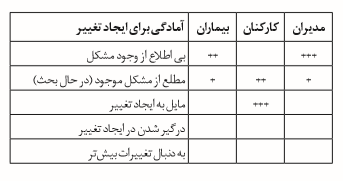 آمادگی برای ایجاد تغییر بیماران کارکنان مدیران
بی اطلاع از وجود مشکل ++ +++
مطلع از مشکل موجود (در حال بحث) + ++ +
مایل به ایجاد تغییر +++
درگیر شدن در ایجاد تغییر
به دنبال تغییرات بیش‌تر